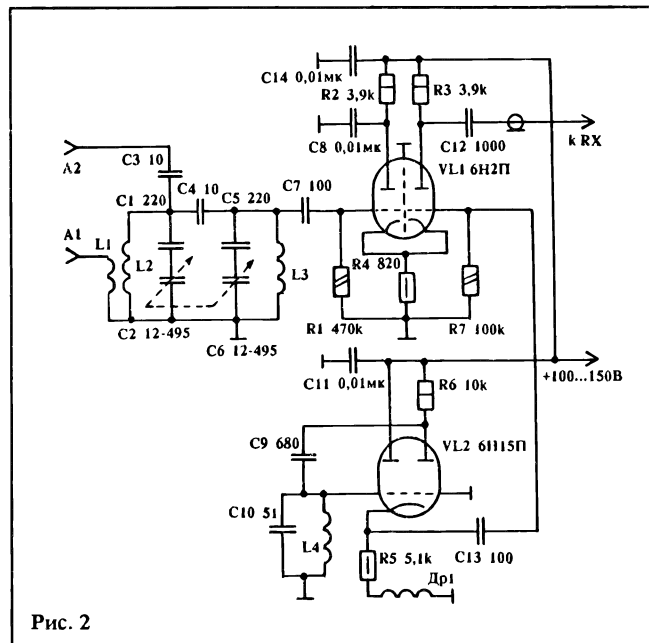 C14 0,01мк
R2 3,9k
R3 3,9k
C8 0,01мк
C12 1000
k RX
A2
C3 10
VL1 6Н2П
C1 220
C4 10
C5 220
C7 100
A1
L1
L2
L3
R4 820
R1 470k
R7 100k
C2 12-495
C6 12-495
C11 0,01мк
R6 10k
+100...150В
C9 680
VL2 6Н15П
C10 51
L4
R5 5,1k
C13 100
Др1
Рис. 2